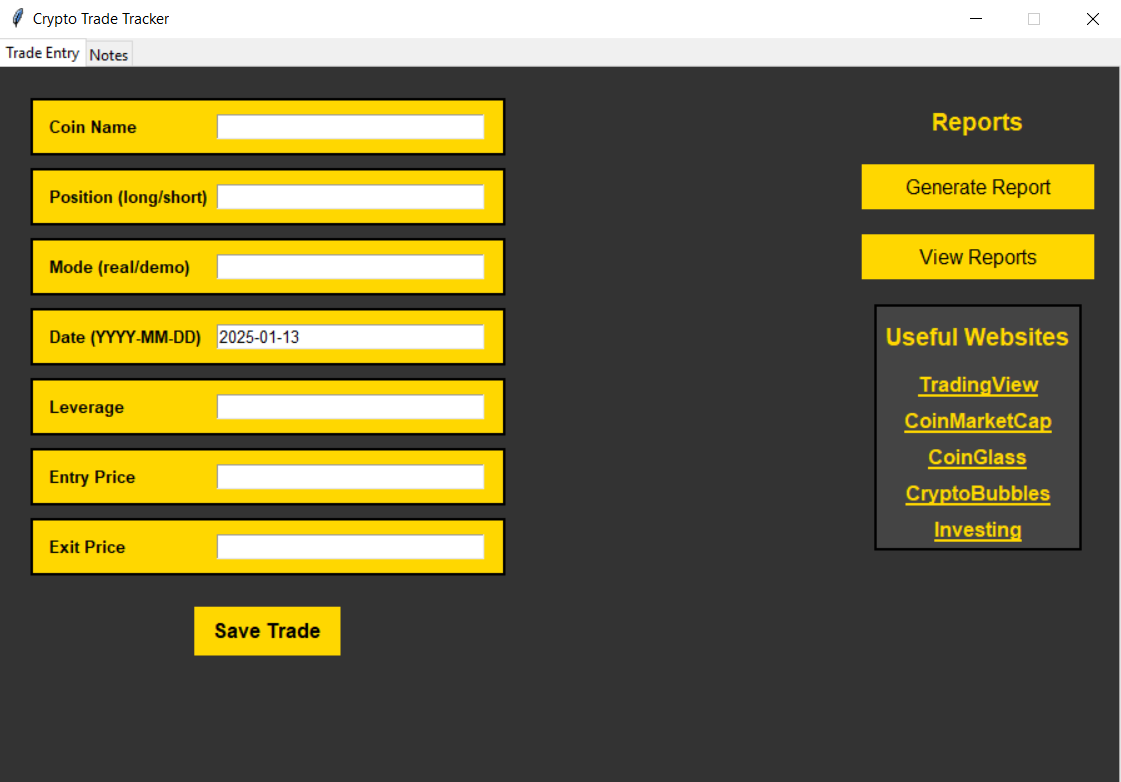 Crypto Trade Tracker
Trade Entry
Notes
Coin Name
Position (long/short)
Mode (real/demo)
Date (YYYY-MM-DD) 2025-01-13
Leverage
Entry Price
Exit Price
Save Trade
Reports
Generate Report
View Reports
Useful Websites
TradingView
CoinMarketCap
CoinGlass
CryptoBubbles
Investing